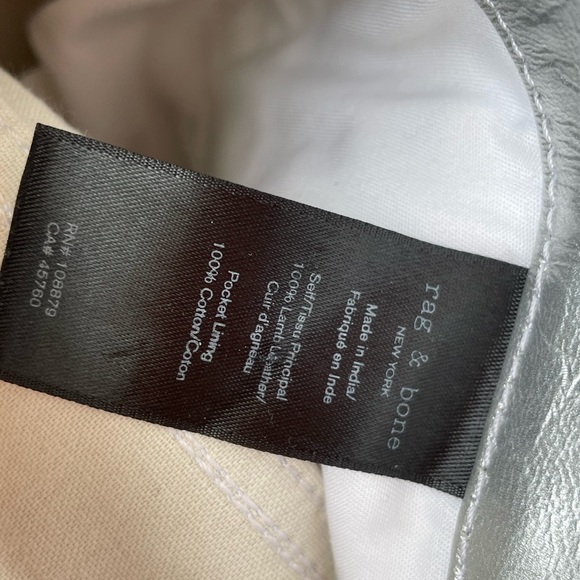 rag & bone
NEW YORK
Made in India/
Fabriqué en Inde
Self/Tissu Principal
100% Lamb Leather/
Cuir d'agneau
Pocket Lining
100% Cotton/Coton
RN# 108879
CA# 45760